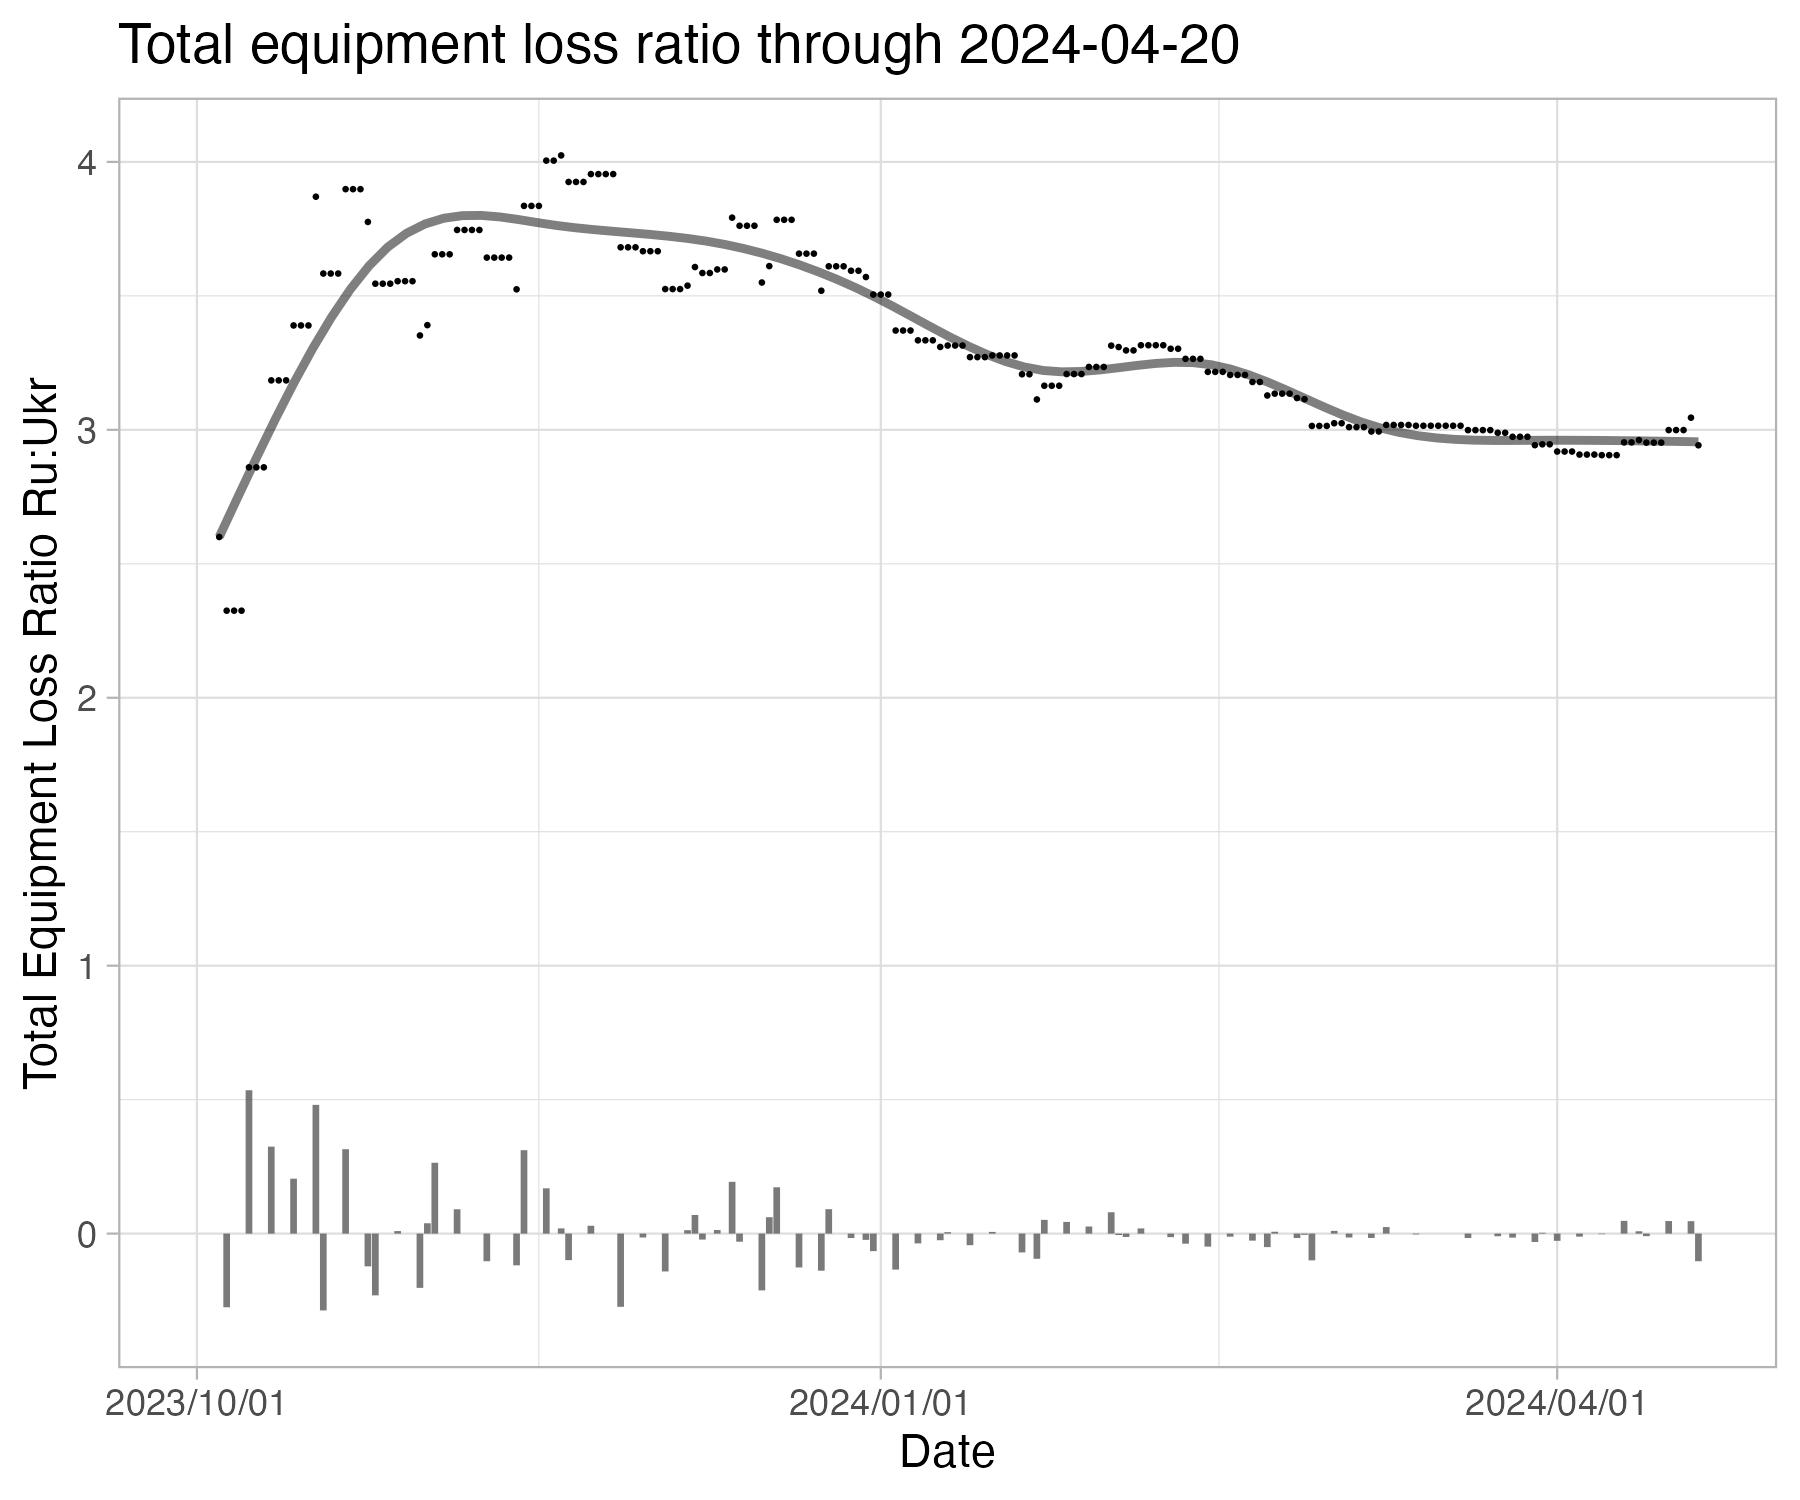 Total equipment loss ratio through 2024-04-20
Total Equipment Loss Ratio Ru:Ukr
4
3
2
1
0
2023/10/01
2024/01/01
2024/04/01
Date